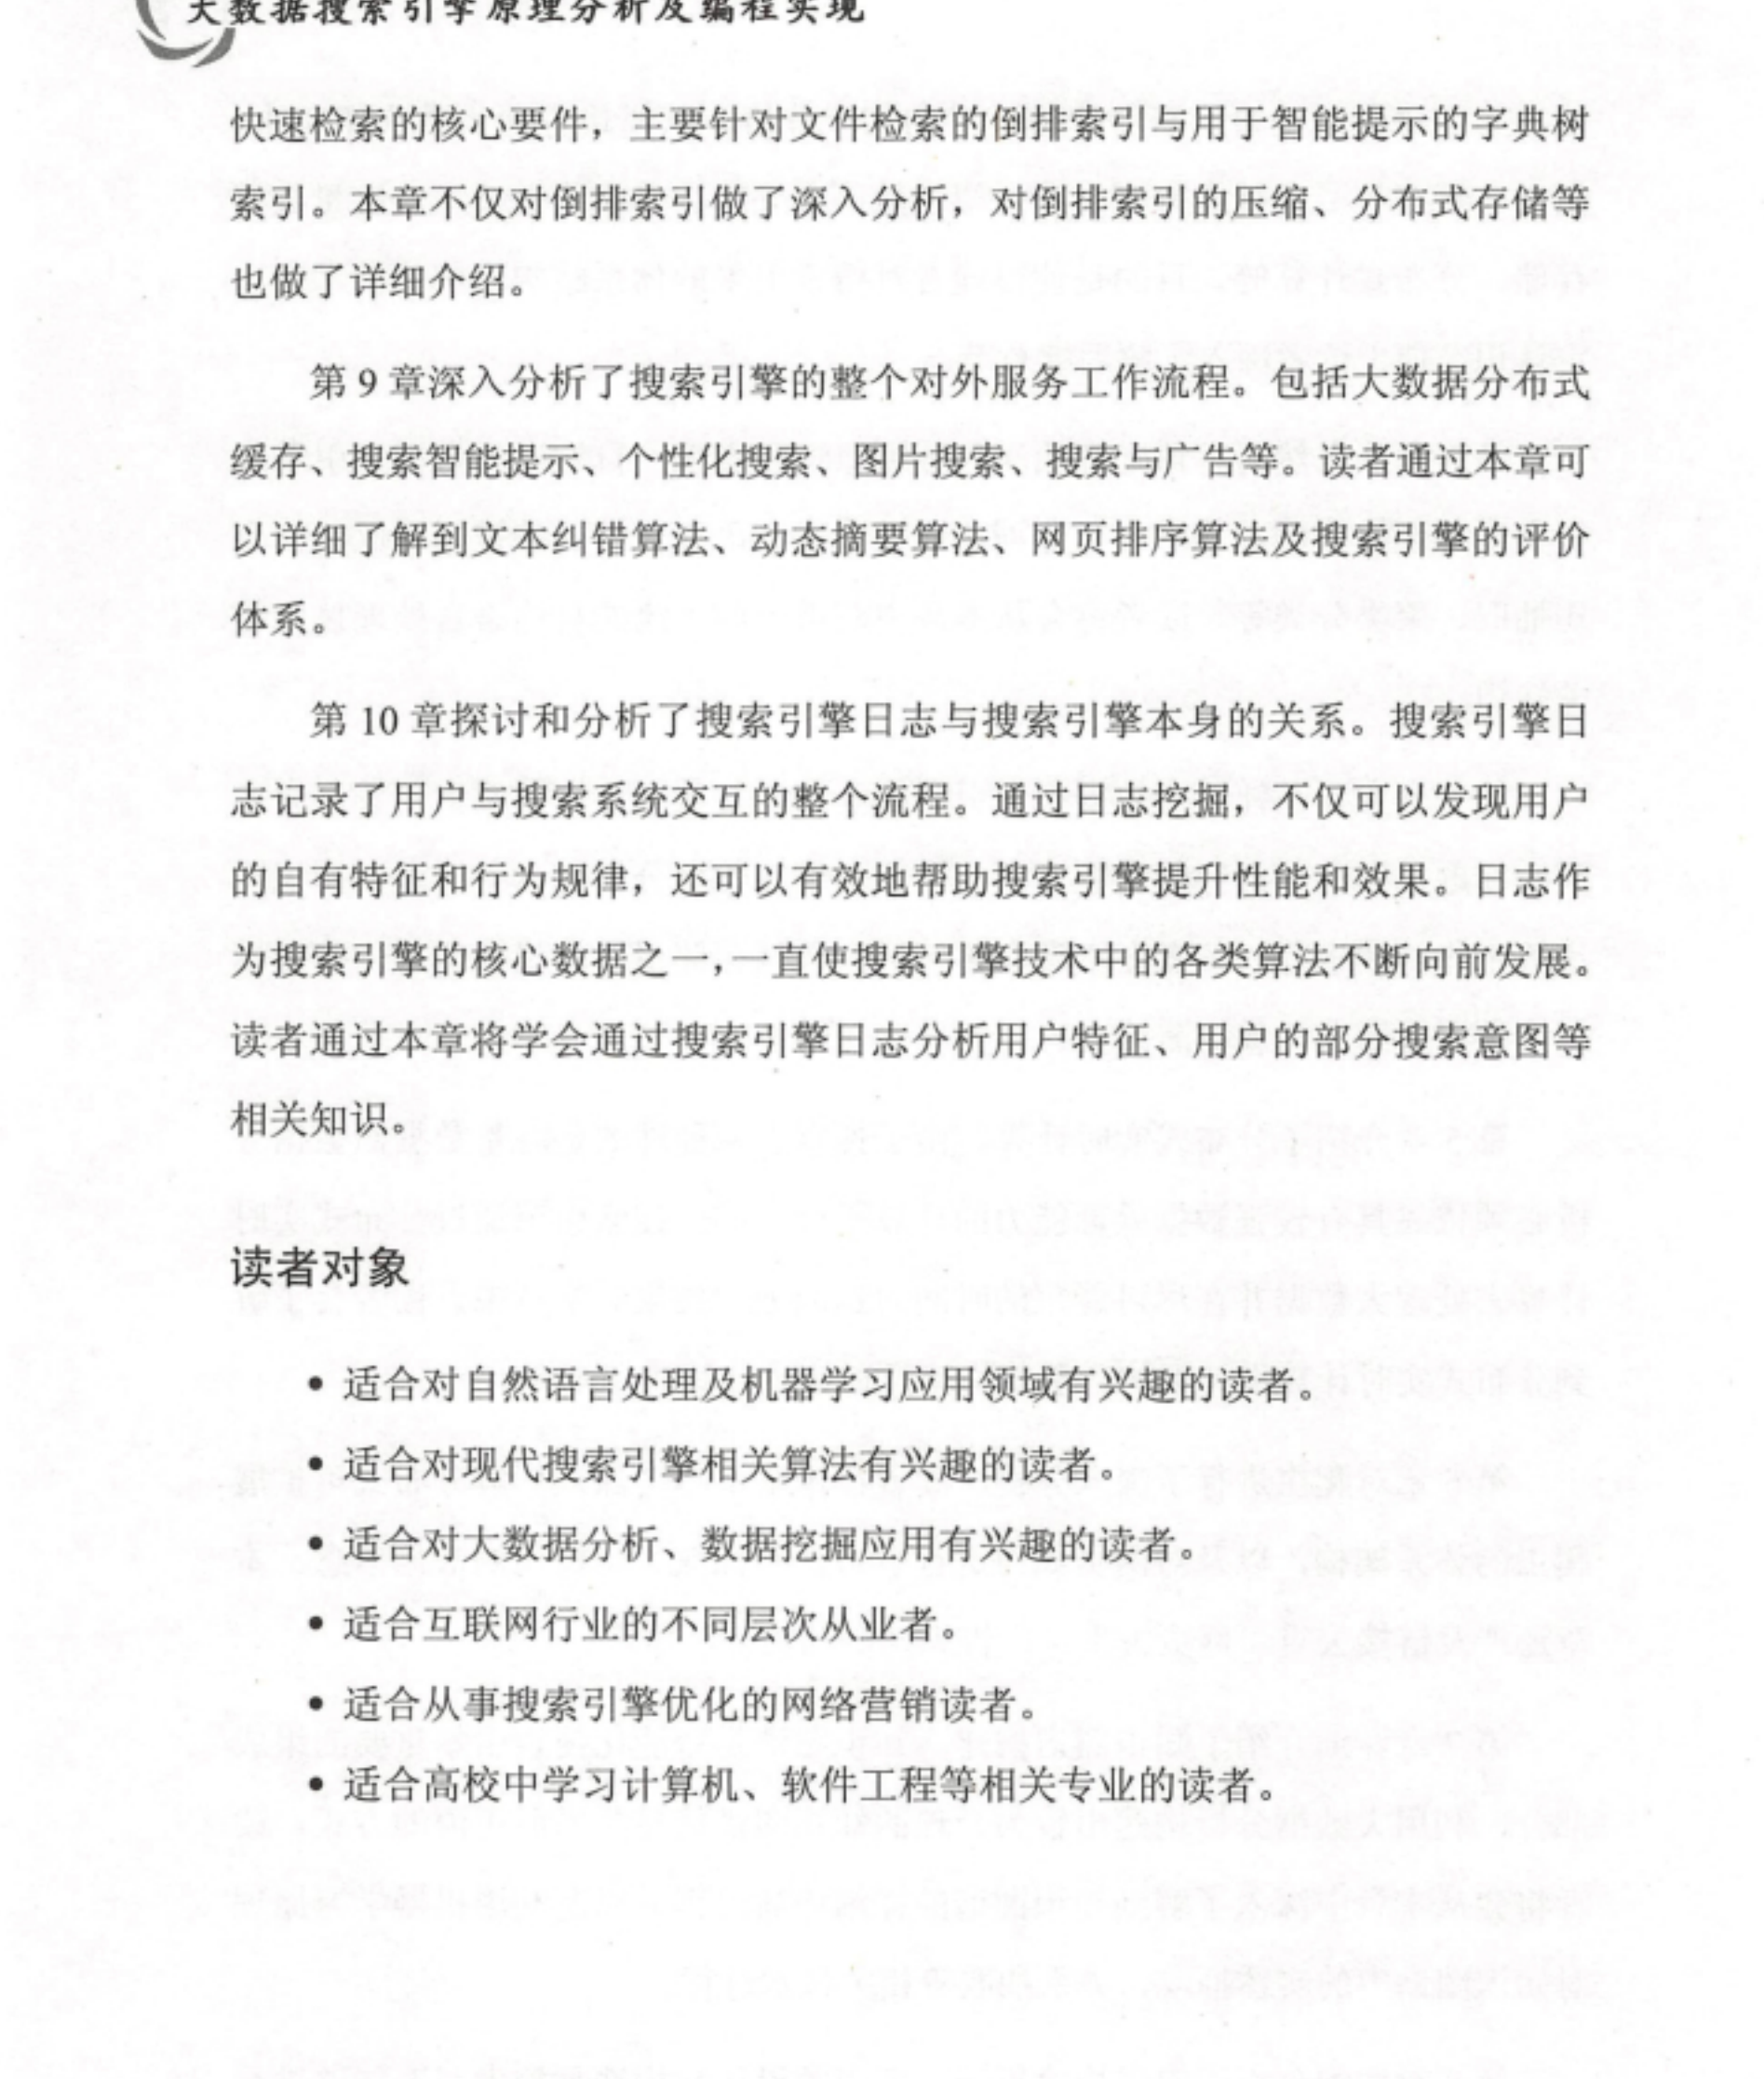 大数据搜索引擎原理分析及编程实现
快速检索的核心要件，主要针对文件检索的倒排索引与用于智能提示的字典树
索引。本章不仅对倒排索引做了深入分析，对倒排索引的压缩、分布式存储等
也做了详细介绍。
第 9 章深入分析了搜索引擎的整个对外服务工作流程。包括大数据分布式
缓存、搜索智能提示、个性化搜索、图片搜索、搜索与广告等。读者通过本章可
以详细了解到文本纠错算法、动态摘要算法、网页排序算法及搜索引擎的评价
体系。
第 10 章探讨和分析了搜索引擎日志与搜索引擎本身的关系。搜索引擎日
志记录了用户与搜索系统交互的整个流程。通过日志挖掘，不仅可以发现用户
的自有特征和行为规律，还可以有效地帮助搜索引擎提升性能和效果。日志作
为搜索引擎的核心数据之一，一直使搜索引擎技术中的各类算法不断向前发展。
读者通过本章将学会通过搜索引擎日志分析用户特征、用户的部分搜索意图等
相关知识。
读者对象
• 适合对自然语言处理及机器学习应用领域有兴趣的读者。
• 适合对现代搜索引擎相关算法有兴趣的读者。
• 适合对大数据分析、数据挖掘应用有兴趣的读者。
• 适合互联网行业的不同层次从业者。
• 适合从事搜索引擎优化的网络营销读者。
• 适合高校中学习计算机、软件工程等相关专业的读者。